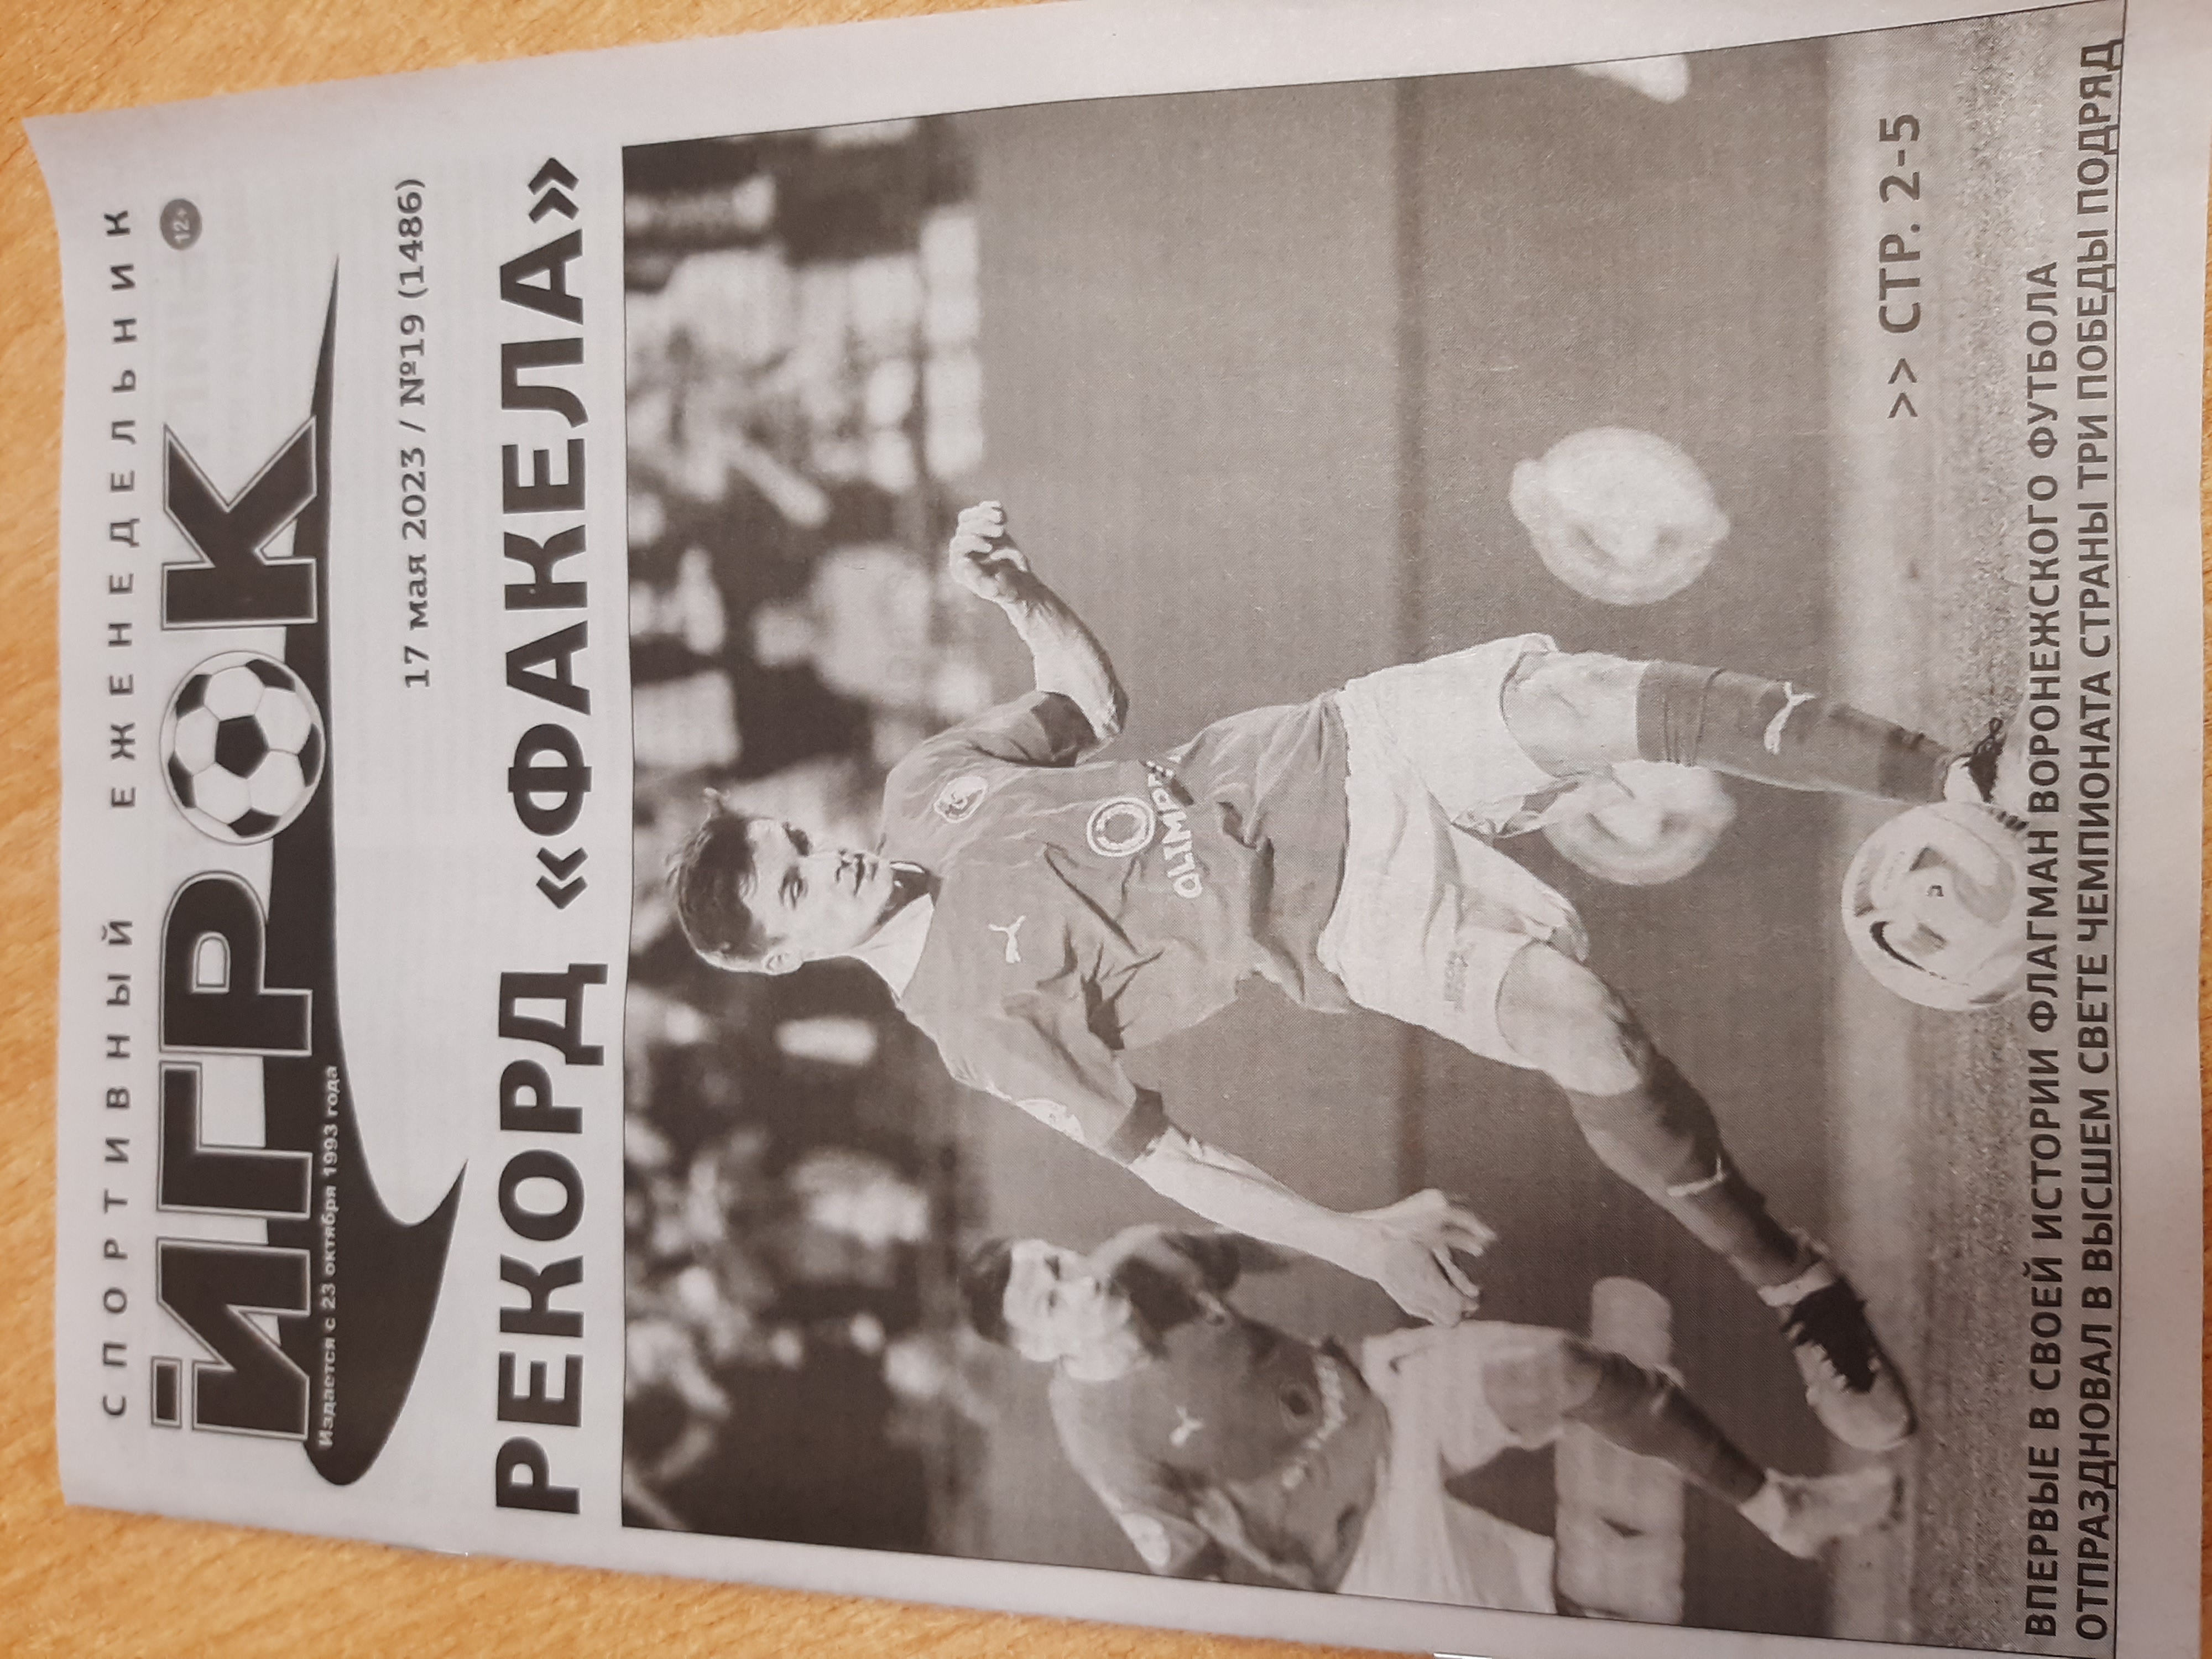 СПОРТИВНЫЙ ЕЖЕНЕДЕЛЬНИК
ИГРОК
12+
Издается с 23 октября 1993 года
17 мая 2023 / №19 (1486)
РЕКОРД «ФАКЕЛА»
OLIMPBET
>> СТР. 2-5
ВПЕРВЫЕ В СВОЕЙ ИСТОРИИ ФЛАГМАН ВОРОНЕЖСКОГО ФУТБОЛА
ОТПРАЗДНОВАЛ В ВЫСШЕМ СВЕТЕ ЧЕМПИОНАТА СТРАНЫ ТРИ ПОБЕДЫ ПОДРЯД